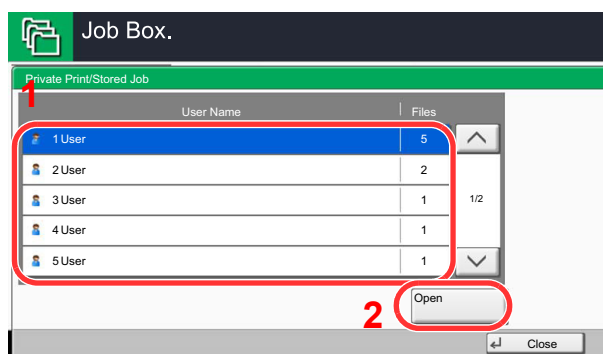 Job Box.
Private Print/Stored Job
1
User Name Files
1 User 5
2 User 2
3 User 1
1/2
4 User 1
5 User 1
Open
2
Close